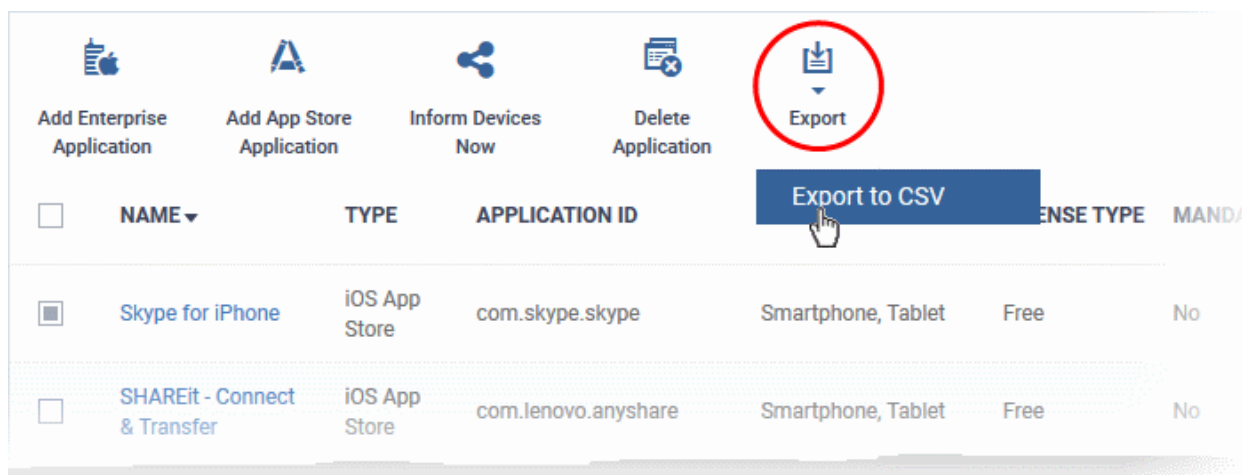 Add Enterprise
Application
Add App Store
Application
Inform Devices
Now
Delete
Application
Export
Export to CSV
NAME
TYPE
APPLICATION ID
ENSE TYPE
MANDA
Skype for iPhone
iOS App
Store
com.skype.skype
Smartphone, Tablet
Free
No
SHAREit - Connect
& Transfer
iOS App
Store
com.lenovo.anyshare
Smartphone, Tablet
Free
No